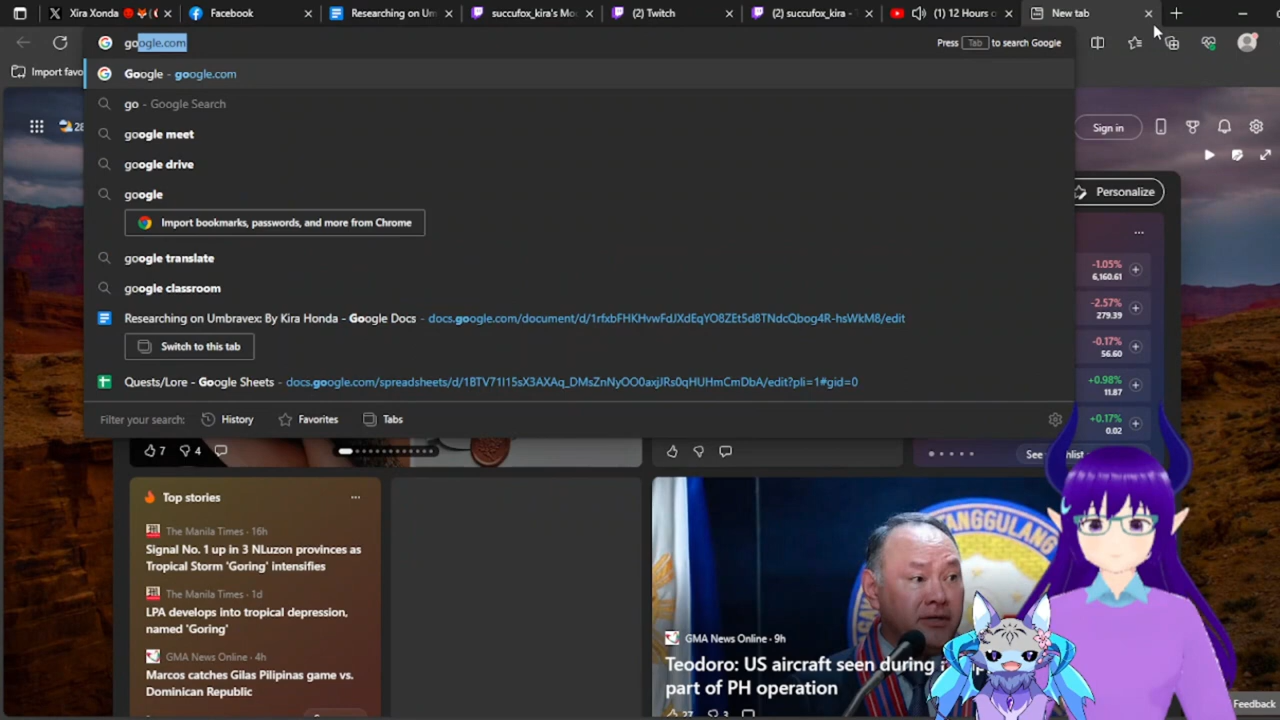 Xira Honda
Facebook
Researching on Um
succufox_kira's Mo
(2) Twitch
(2) succufox_kira -
(1) 12 Hours o
New tab
google.com
Press Tab to search Google
Import favo
Google - google.com
28
Sign in
go - Google Search
google meet
google drive
google
Personalize
Import bookmarks, passwords, and more from Chrome
google translate
-1.05%
6,160.61
google classroom
-2.57%
279.39
Researching on Umbravex: By Kira Honda - Google Docs - docs.google.com/document/d/1rfxbFHKHvwFdJXdEqYO8ZEt5d8TNdcQbog4R-hsWkM8/edit
Switch to this tab
-0.17%
56.60
Quests/Lore - Google Sheets - docs.google.com/spreadsheets/d/1BTV71I15sX3AXAq_DMsZnNyOO0axjJRs0qHUHmCmDbA/edit?pli=1#gid=0
+0.98%
11.87
Filter your search:
History
Favorites
Tabs
+0.17%
0.02
7
4
See
Top stories
The Manila Times · 16h
Signal No. 1 up in 3 NLuzon provinces as
Tropical Storm 'Goring' intensifies
The Manila Times · 1d
LPA develops into tropical depression,
named 'Goring'
GMA News Online · 4h
Marcos catches Gilas Pilipinas game vs.
Dominican Republic
ANGGULANG
GMA News Online · 9h
Teodoro: US aircraft seen during
part of PH operation
27
3
Feedback